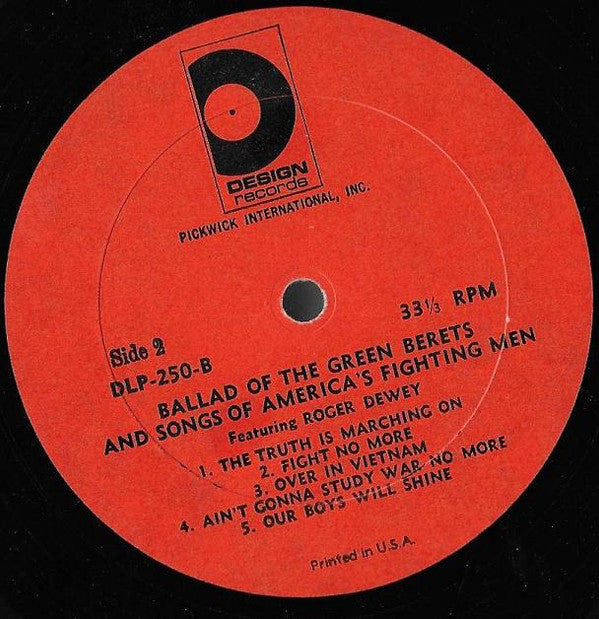 DESIGN
records
PICKWICK INTERNATIONAL, INC.
33⅓ RPM
Side 2
DLP-250-B
BALLAD OF THE GREEN BERETS
AND SONGS OF AMERICA'S FIGHTING MEN
Featuring ROGER DEWEY
1. THE TRUTH IS MARCHING ON
2. FIGHT NO MORE
3. OVER IN VIETNAM
4. AIN'T GONNA STUDY WAR NO MORE
5. OUR BOYS WILL SHINE
Printed in U.S.A.